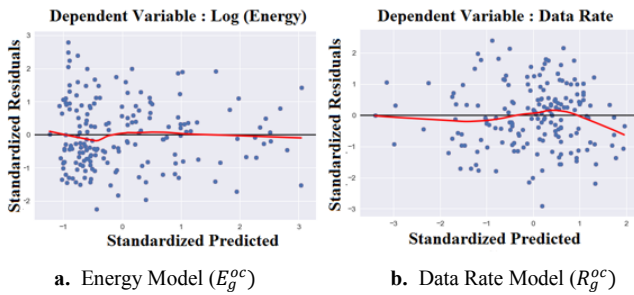 Dependent Variable : Log (Energy)
Standardized Residuals
3
2
1
0
-1
-2
-1 0 1 2 3
Standardized Predicted
a. Energy Model (E_g^{oc})
Dependent Variable : Data Rate
Standardized Residuals
3
2
1
0
-1
-2
-3
-3 -2 -1 0 1 2
Standardized Predicted
b. Data Rate Model (R_g^{oc})